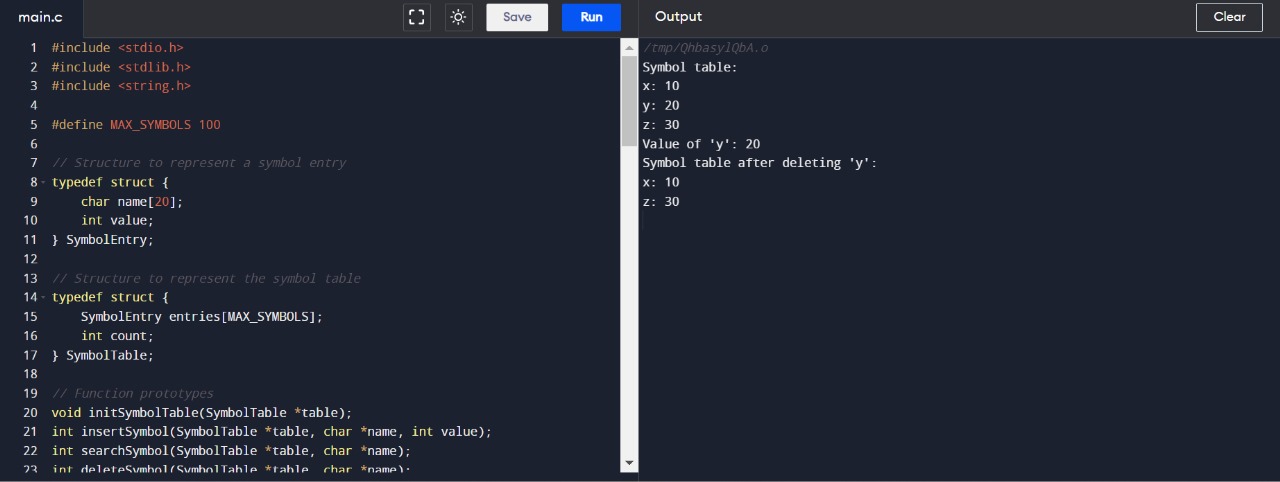 main.c
Save
Run
Output
Clear
1 #include <stdio.h>
2 #include <stdlib.h>
3 #include <string.h>
4
5 #define MAX_SYMBOLS 100
6
7 // Structure to represent a symbol entry
8 typedef struct {
9 char name[20];
10 int value;
11 } SymbolEntry;
12
13 // Structure to represent the symbol table
14 typedef struct {
15 SymbolEntry entries[MAX_SYMBOLS];
16 int count;
17 } SymbolTable;
18
19 // Function prototypes
20 void initSymbolTable(SymbolTable *table);
21 int insertSymbol(SymbolTable *table, char *name, int value);
22 int searchSymbol(SymbolTable *table, char *name);
23 int deleteSymbol(SymbolTable *table, char *name);
/tmp/QhbasylQbA.o
Symbol table:
x: 10
y: 20
z: 30
Value of 'y': 20
Symbol table after deleting 'y':
x: 10
z: 30